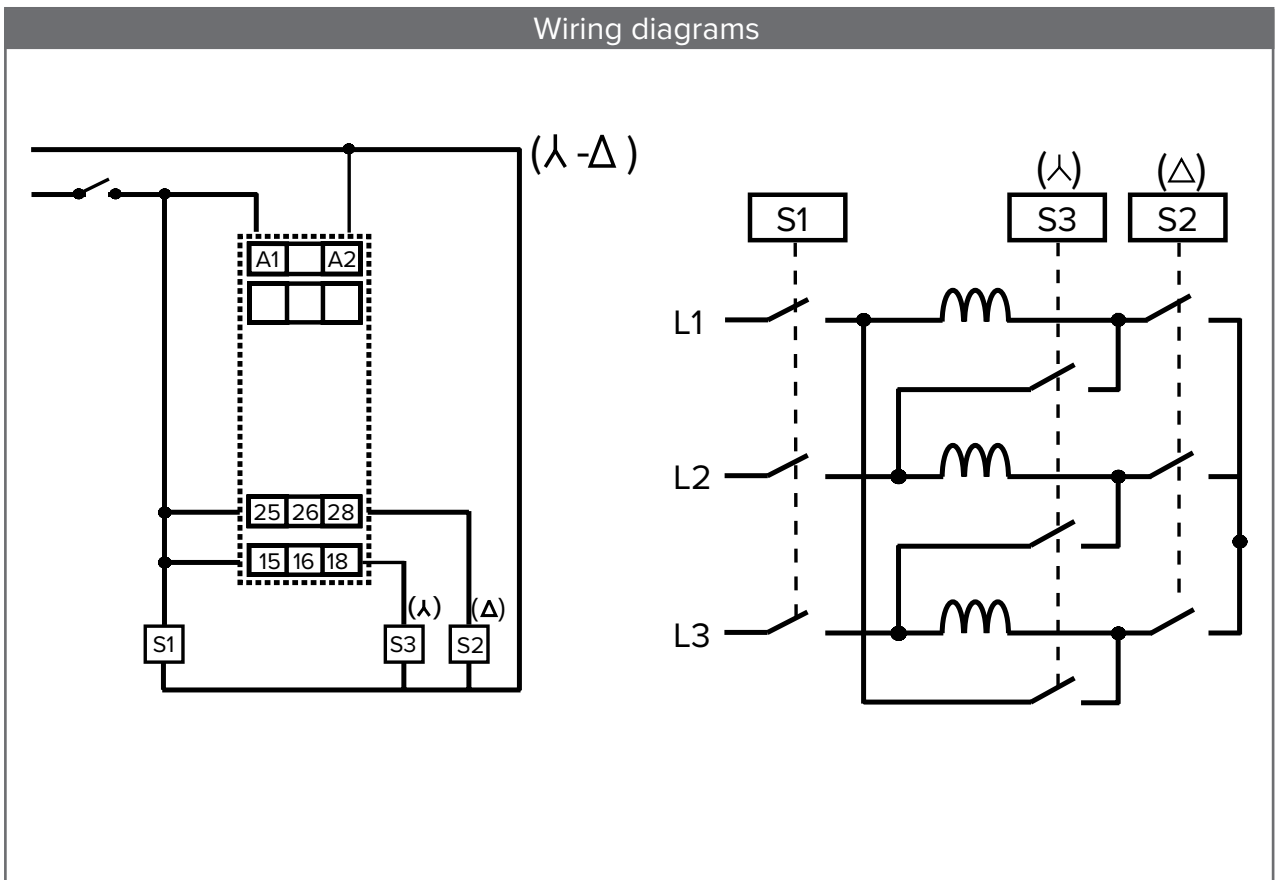 Wiring diagrams
(⅄ -Δ )
A1 A2
25 26 28
15 16 18
(⅄) (Δ)
S1 S3 S2
(⅄) (△)
S1 S3 S2
L1
L2
L3